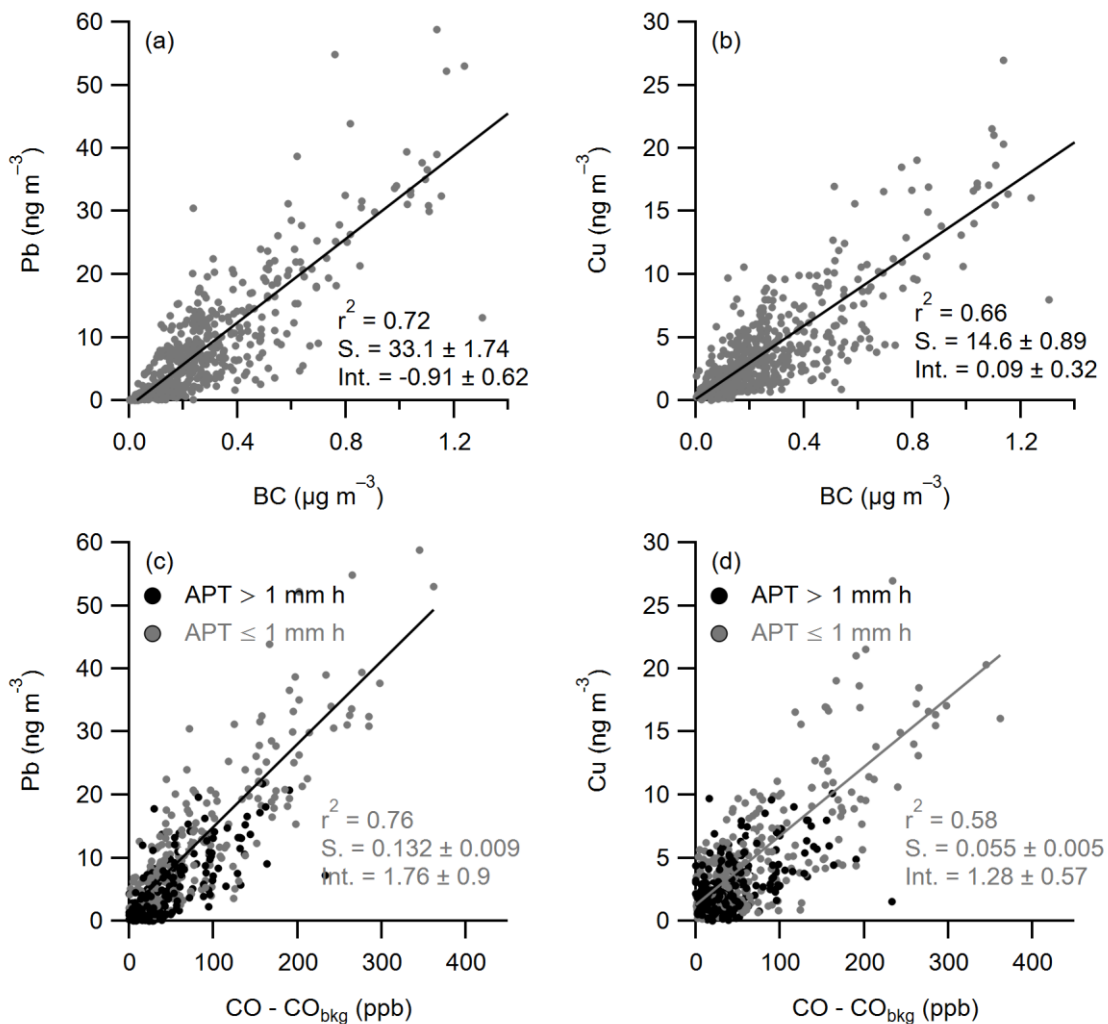 60
50
40
30
20
10
0
Pb (ng m⁻³)
(a)
r² = 0.72
S. = 33.1 ± 1.74
Int. = -0.91 ± 0.62
0.0 0.4 0.8 1.2
BC (µg m⁻³)
30
25
20
15
10
5
0
Cu (ng m⁻³)
(b)
r² = 0.66
S. = 14.6 ± 0.89
Int. = 0.09 ± 0.32
0.0 0.4 0.8 1.2
BC (µg m⁻³)
60
50
40
30
20
10
0
Pb (ng m⁻³)
(c)
APT > 1 mm h
APT ≤ 1 mm h
r² = 0.76
S. = 0.132 ± 0.009
Int. = 1.76 ± 0.9
0 100 200 300 400
CO - CO_bkg (ppb)
30
25
20
15
10
5
0
Cu (ng m⁻³)
(d)
APT > 1 mm h
APT ≤ 1 mm h
r² = 0.58
S. = 0.055 ± 0.005
Int. = 1.28 ± 0.57
0 100 200 300 400
CO - CO_bkg (ppb)